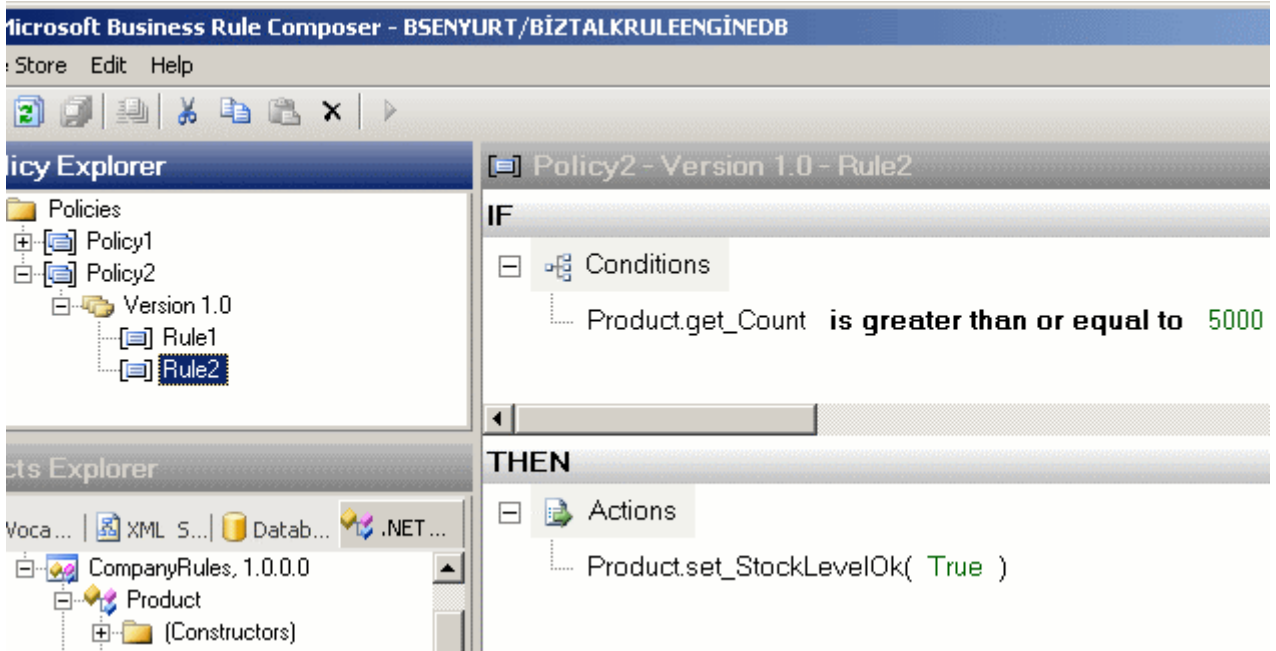 Microsoft Business Rule Composer - BSENYURT/BİZTALKRULEENGİNEDB
Store Edit Help
licy Explorer
Policies
Policy1
Policy2
Version 1.0
Rule1
Rule2
Policy2 - Version 1.0 - Rule2
IF
Conditions
Product.get_Count is greater than or equal to 5000
THEN
Actions
Product.set_StockLevelOk( True )
cts Explorer
Voca... XML S... Datab... .NET ...
CompanyRules, 1.0.0.0
Product
(Constructors)